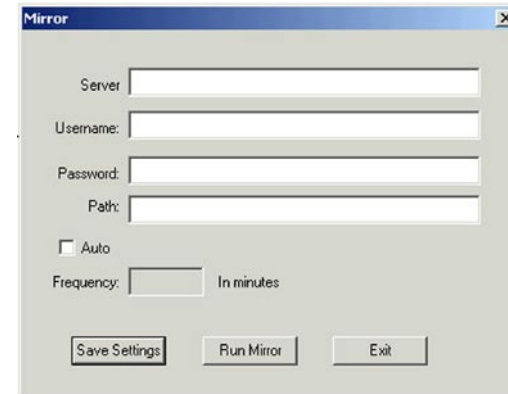 Mirror
Server
Username:
Password:
Path:
Auto
Frequency: In minutes
Save Settings Run Mirror Exit